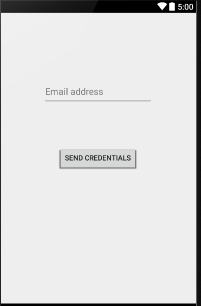 5:00
Email address
SEND CREDENTIALS